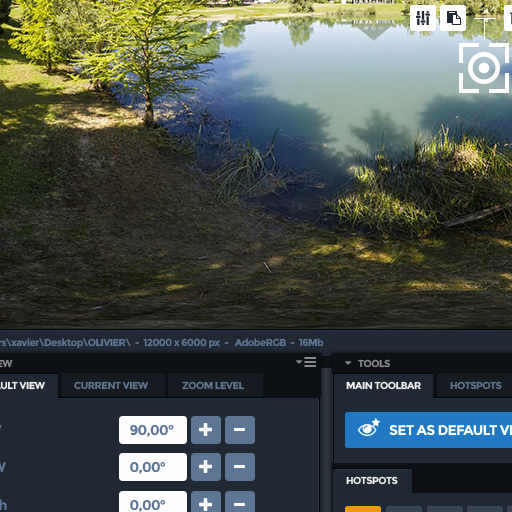 rs\xavier\Desktop\OLIVIER\ - 12000 x 6000 px - AdobeRGB - 16Mb
EW
TOOLS
ULT VIEW
CURRENT VIEW
ZOOM LEVEL
MAIN TOOLBAR
HOTSPOTS
90,00°
SET AS DEFAULT VI
W
0,00°
HOTSPOTS
h
0,00°